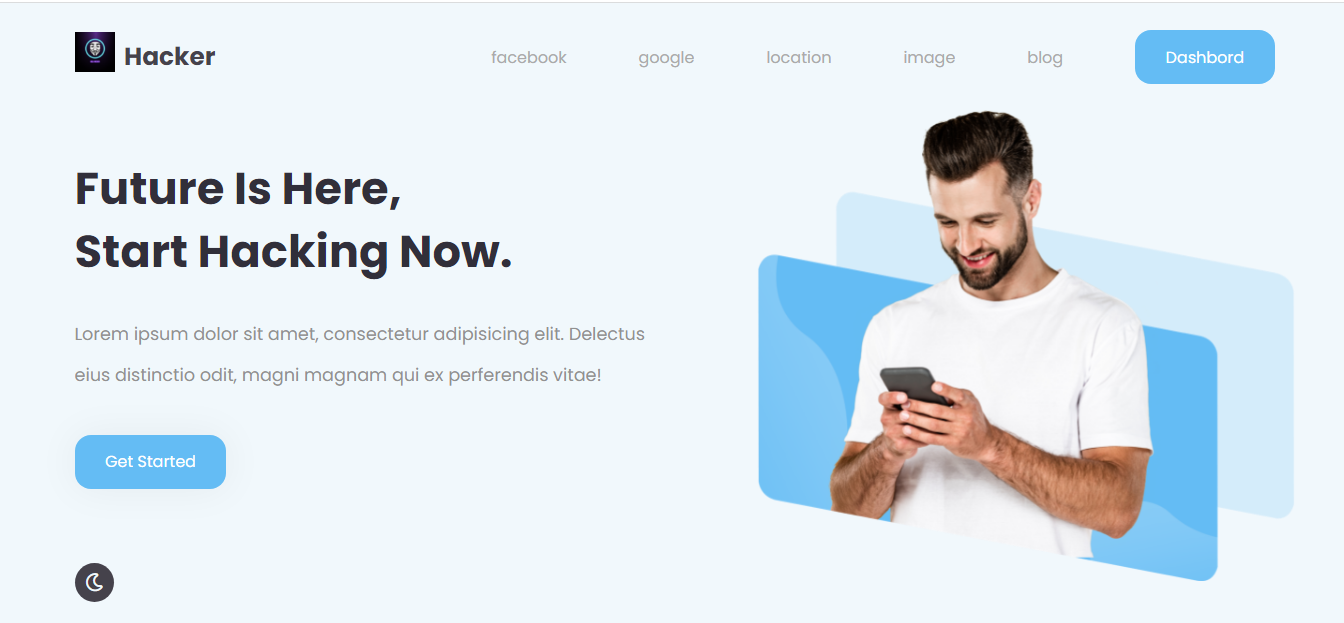 Hacker
facebook
google
location
image
blog
Dashbord
Future Is Here,
Start Hacking Now.
Lorem ipsum dolor sit amet, consectetur adipisicing elit. Delectus
eius distinctio odit, magni magnam qui ex perferendis vitae!
Get Started